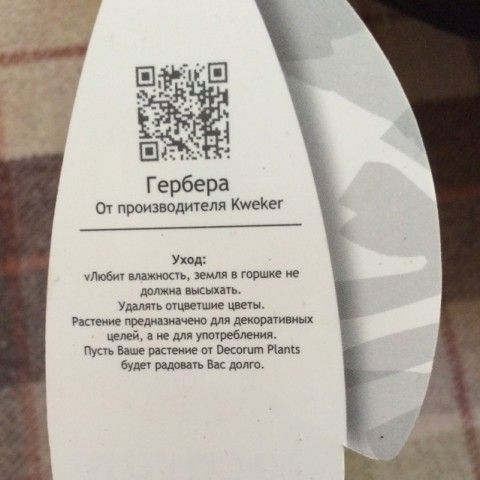 Гербера
От производителя Kweker
Уход:
vЛюбит влажность, земля в горшке не
должна высыхать.
Удалять отцветшие цветы.
Растение предназначено для декоративных
целей, а не для употребления.
Пусть Ваше растение от Decorum Plants
будет радовать Вас долго.